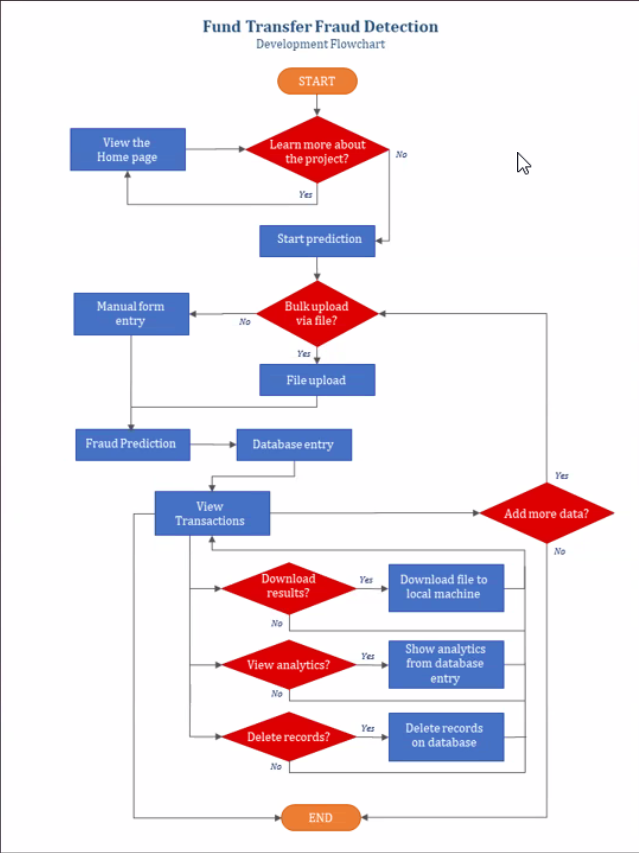 Fund Transfer Fraud Detection
Development Flowchart
START
View the
Home page
Learn more about
the project?
No
Yes
Start prediction
Manual form
entry
Bulk upload
via file?
No
Yes
File upload
Fraud Prediction
Database entry
Yes
View
Transactions
Add more data?
No
Download
results?
Yes
Download file to
local machine
No
View analytics?
Yes
Show analytics
from database
entry
No
Delete records?
Yes
Delete records
on database
No
END